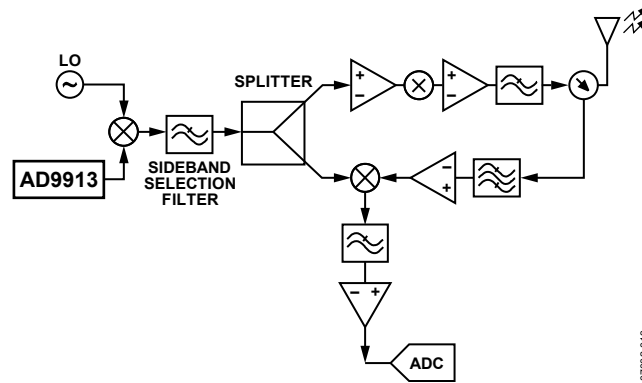 LO
SPLITTER
AD9913
SIDEBAND
SELECTION
FILTER
+
−
+
−
−
+
−
+
ADC